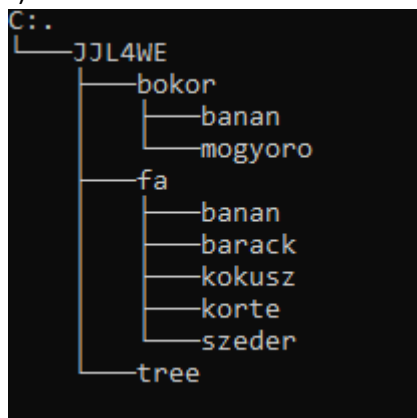 C:.
└───JJL4WE
    ├───bokor
    │   ├───banan
    │   └───mogyoro
    ├───fa
    │   ├───banan
    │   ├───barack
    │   ├───kokusz
    │   ├───korte
    │   └───szeder
    └───tree